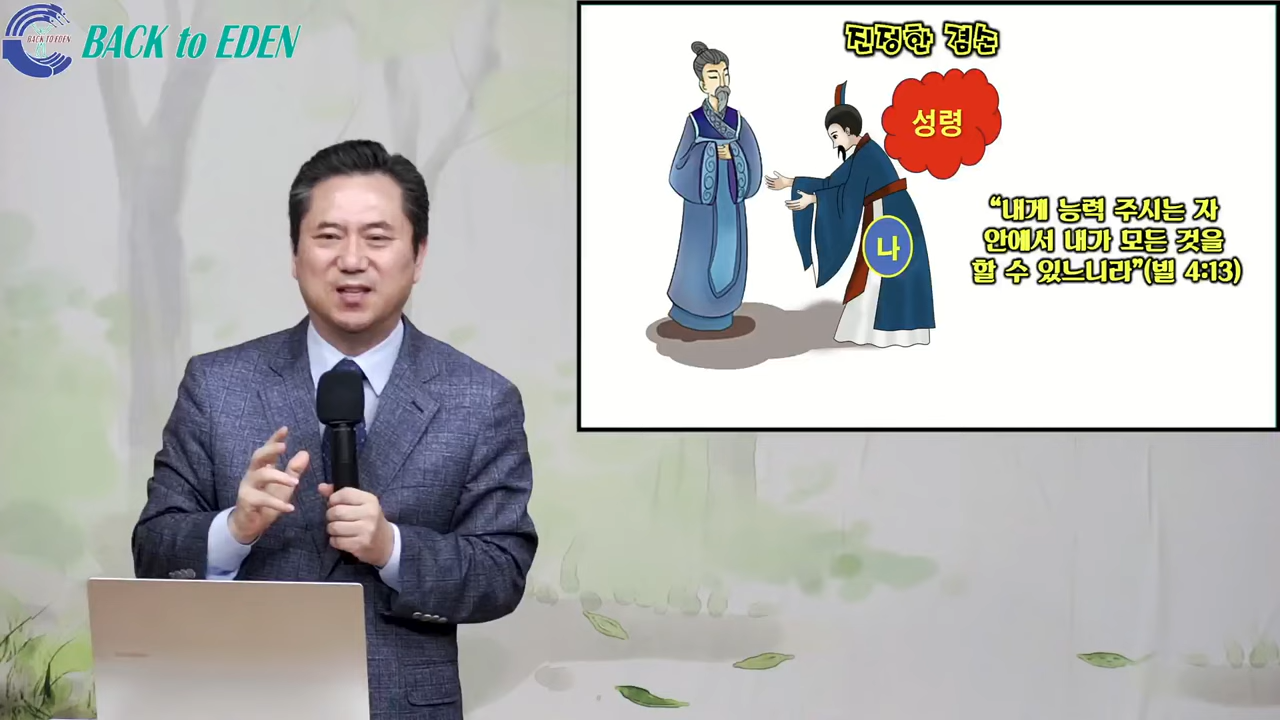 BACK TO EDEN
BACK to EDEN
진정한 겸손
성령
나
“내게 능력 주시는 자
안에서 내가 모든 것을
할 수 있느니라”(빌 4:13)